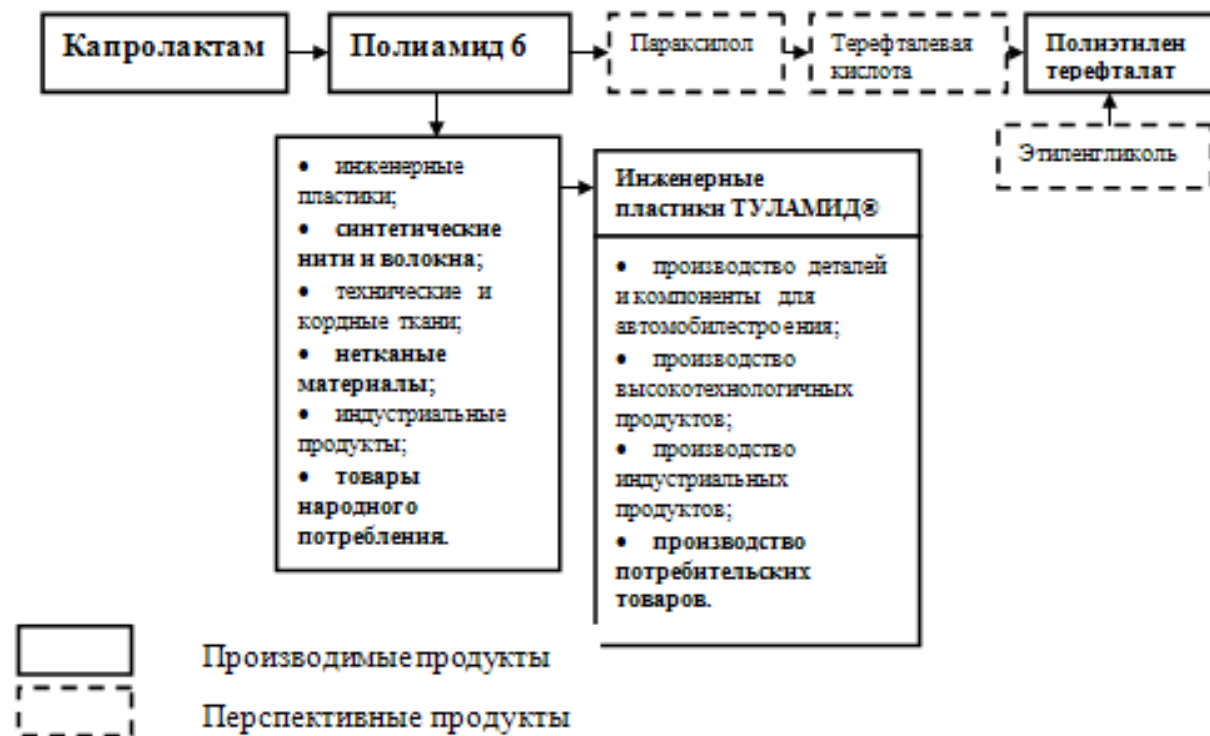 Капролактам
Полиамид 6
Параксилол
Терефталевая
кислота
Полиэтилен
терефталат
Этиленгликоль
• инженерные
пластики;
• синтетические
нити и волокна;
• технические и
кордные ткани;
• нетканые
материалы;
• индустриальные
продукты;
• товары
народного
потребления.
Инженерные
пластики ТУЛАМИД®
• производство деталей
и компоненты для
автомобилестроения;
• производство
высокотехнологичных
продуктов;
• производство
индустриальных
продуктов;
• производство
потребительских
товаров.
Производимые продукты
Перспективные продукты